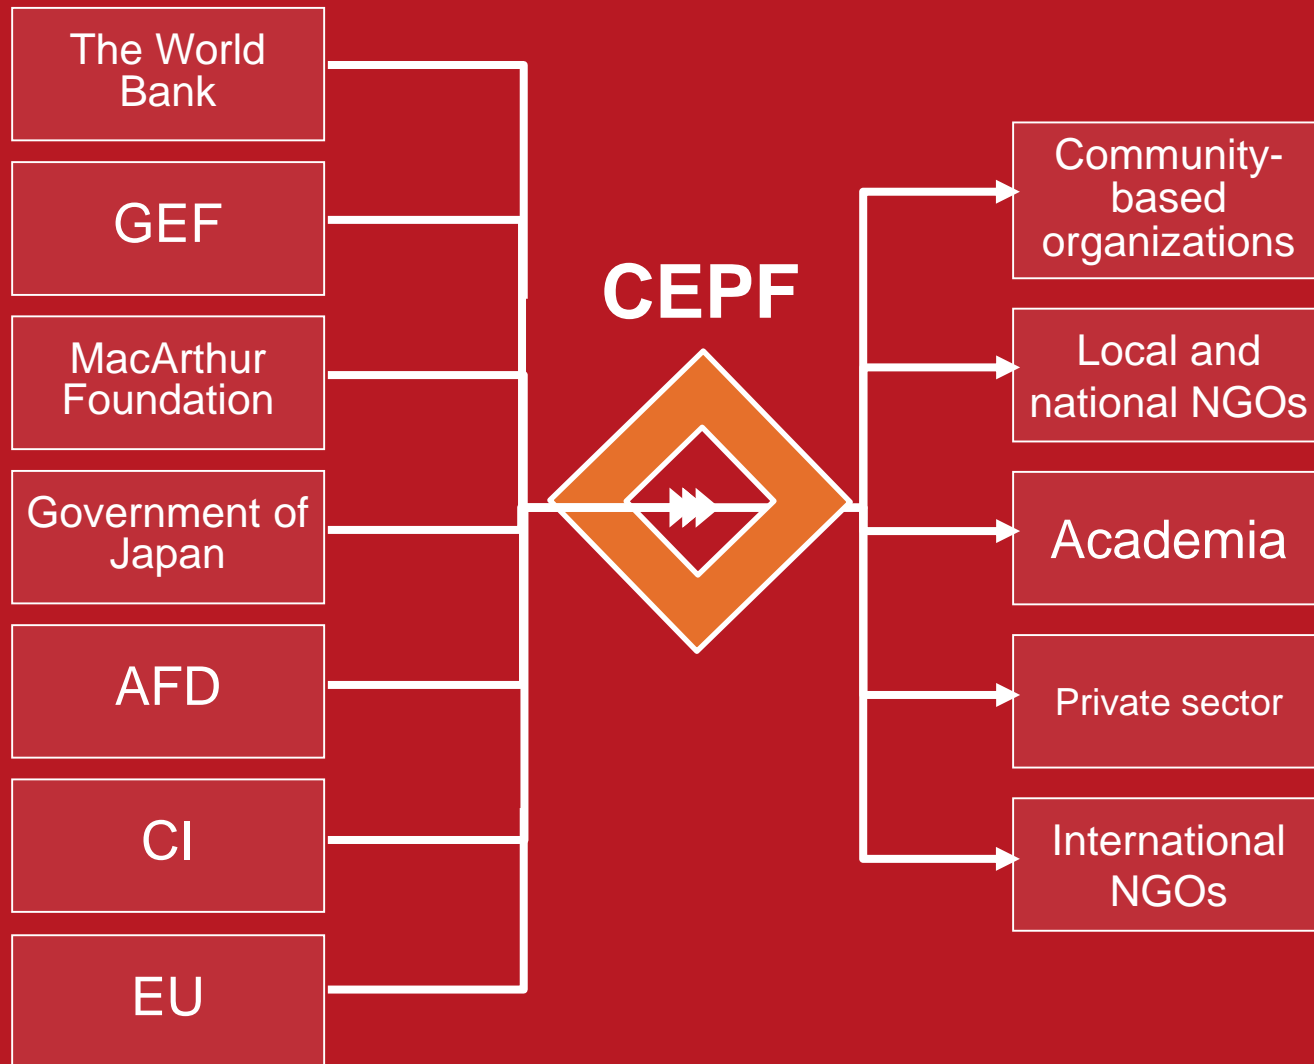 The World
Bank
GEF
MacArthur
Foundation
Government of
Japan
AFD
CI
EU
CEPF
Community-
based
organizations
Local and
national NGOs
Academia
Private sector
International
NGOs